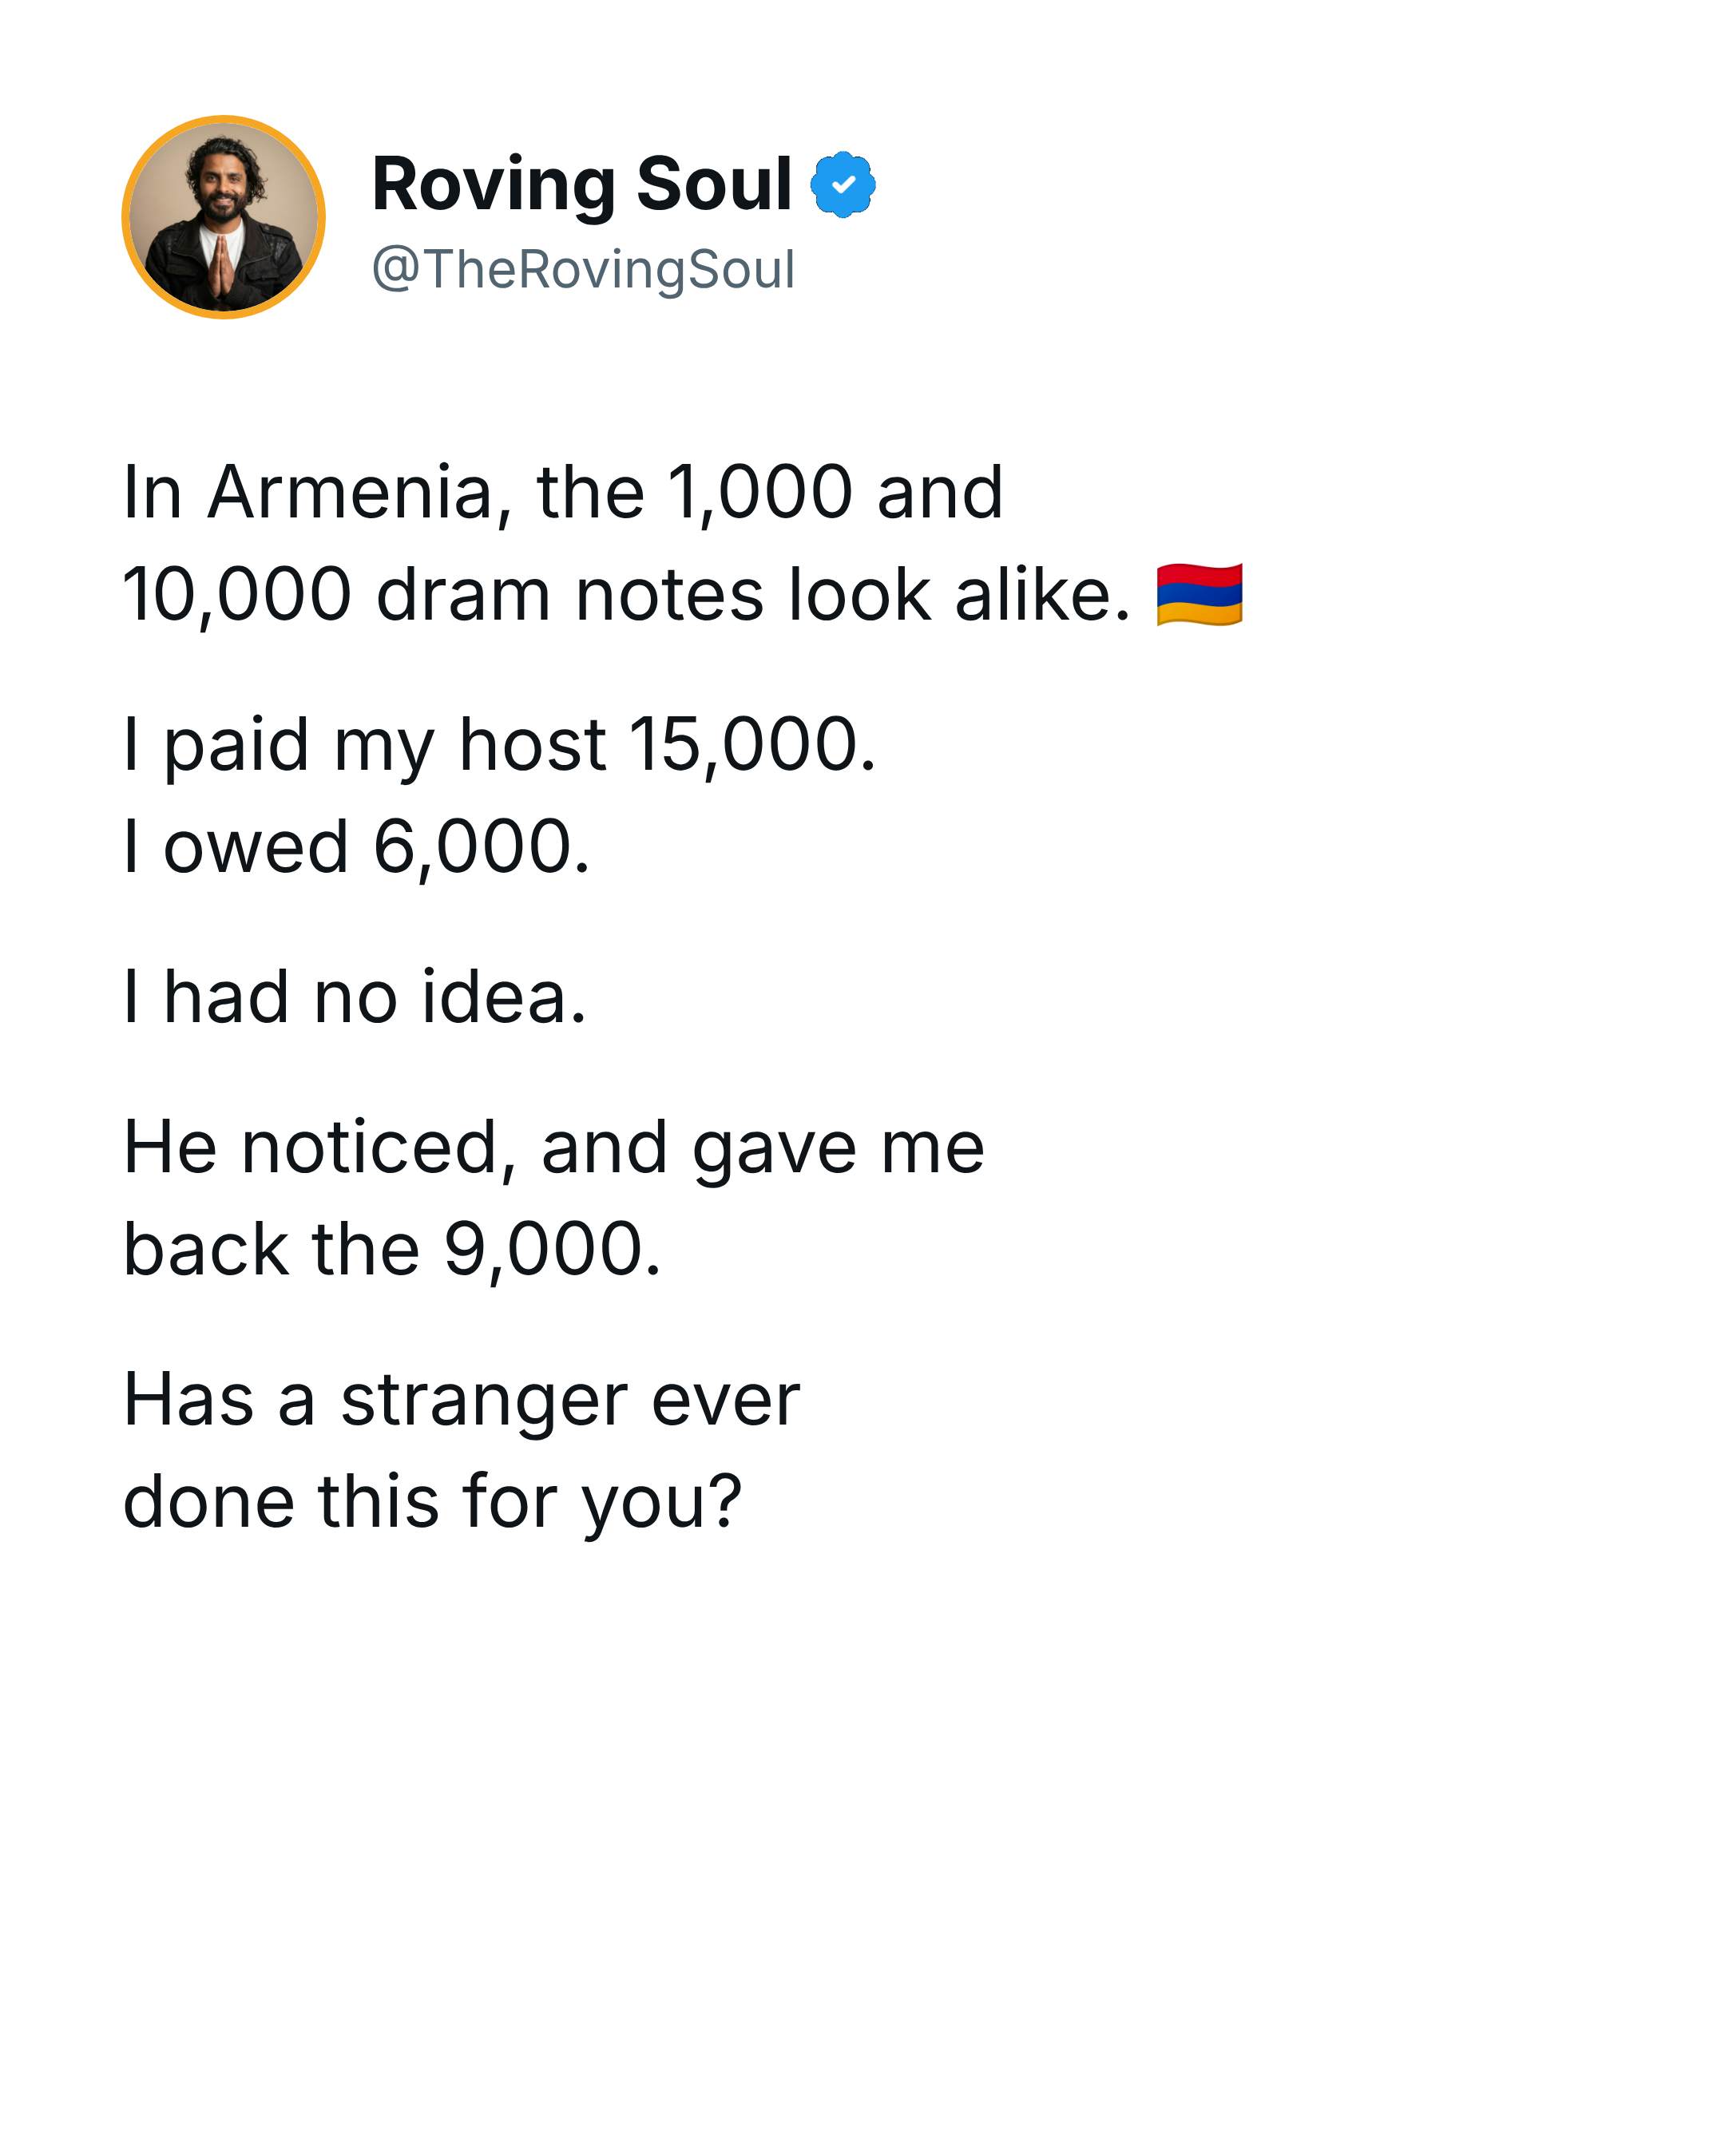 Roving Soul
@TheRovingSoul
In Armenia, the 1,000 and
10,000 dram notes look alike. 🇦🇲
I paid my host 15,000.
I owed 6,000.
I had no idea.
He noticed, and gave me
back the 9,000.
Has a stranger ever
done this for you?